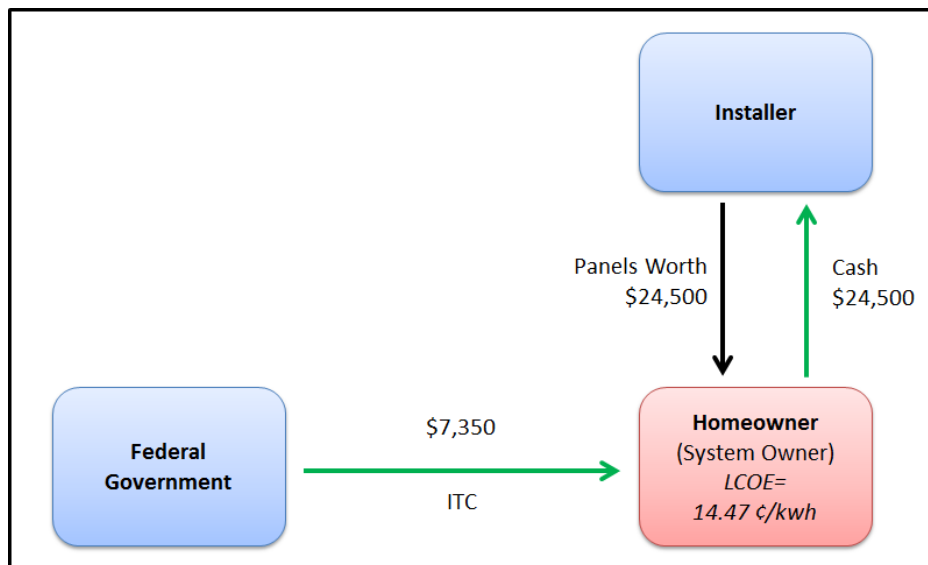 Installer
Panels Worth
$24,500
Cash
$24,500
Federal
Government
$7,350
ITC
Homeowner
(System Owner)
LCOE=
14.47 ¢/kwh